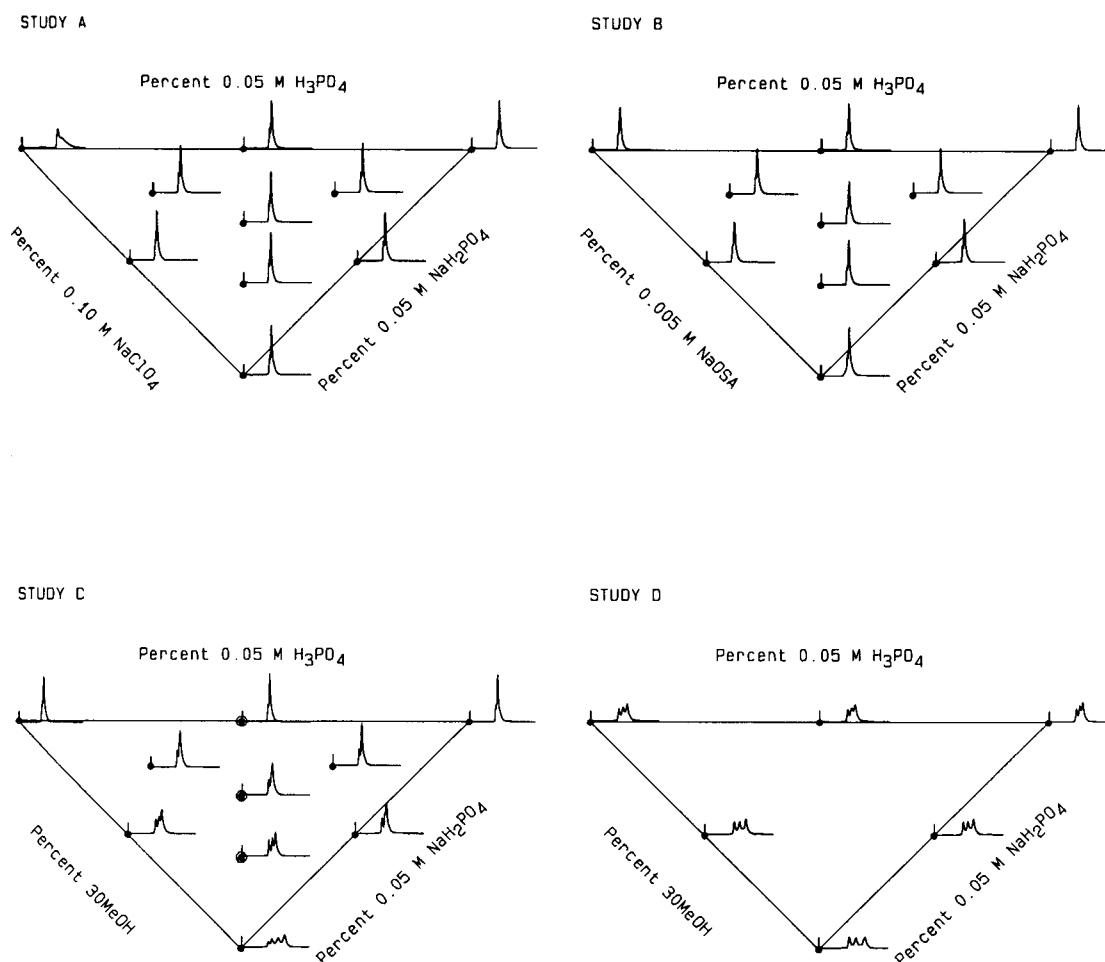 STUDY A
Percent 0.05 M H₃PO₄
Percent 0.10 M NaClO₄
Percent 0.05 M NaH₂PO₄
STUDY B
Percent 0.05 M H₃PO₄
Percent 0.005 M NaOSA
Percent 0.05 M NaH₂PO₄
STUDY C
Percent 0.05 M H₃PO₄
Percent 30MeOH
Percent 0.05 M NaH₂PO₄
STUDY D
Percent 0.05 M H₃PO₄
Percent 30MeOH
Percent 0.05 M NaH₂PO₄